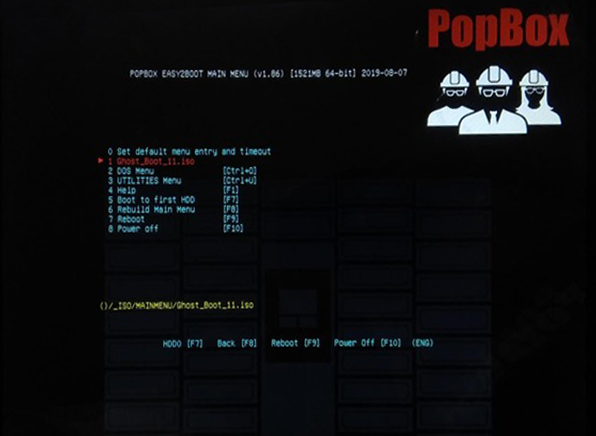 PopBox
POPBOX EASY2BOOT MAIN MENU (v1.86) [1521MB 64-bit] 2019-08-07
0 Set default menu entry and timeout
1 Ghost_Boot_11.iso
2 DOS Menu [Ctrl+D]
3 UTILITIES Menu [Ctrl+U]
4 Help [F1]
5 Boot to first HDD [F7]
6 Rebuild Main Menu [F8]
7 Reboot [F9]
8 Power off [F10]
()/_ISO/MAINMENU/Ghost_Boot_11.iso
HDD0 [F7] Back [F8] Reboot [F9] Power Off [F10] (ENG)